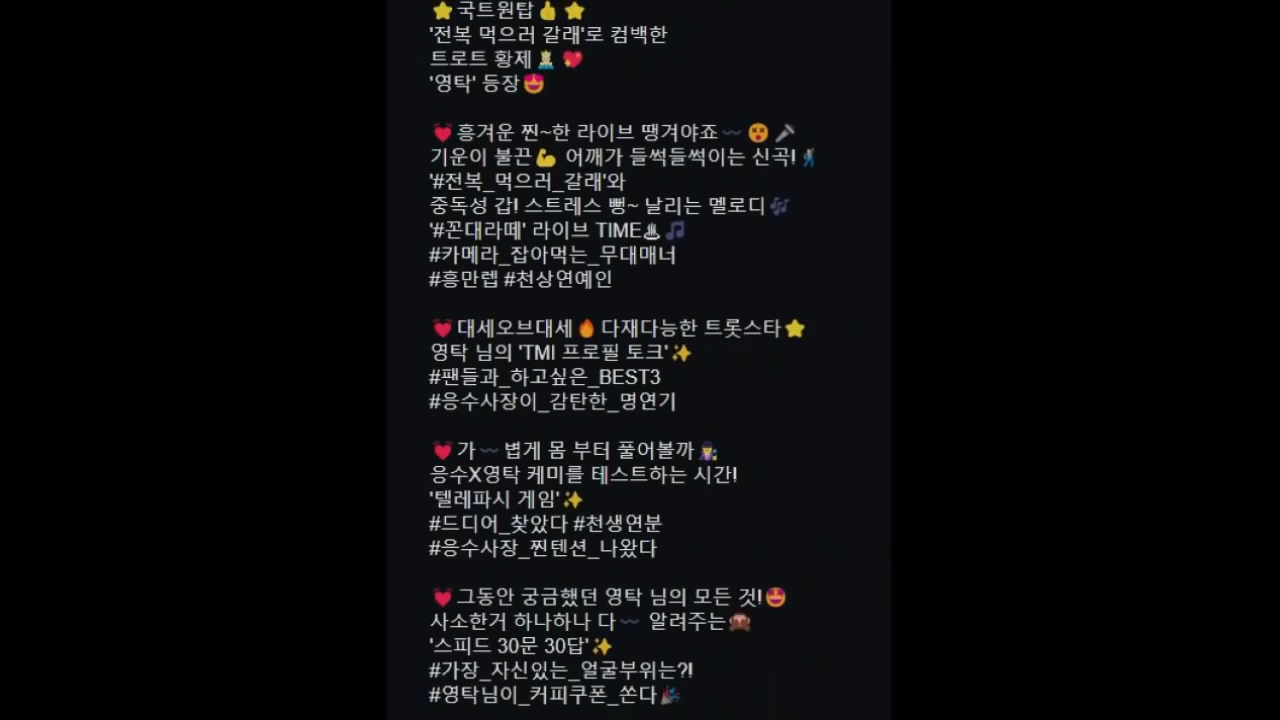 ⭐국트원탑👍⭐
'전복 먹으러 갈래'로 컴백한
트로트 황제🤴💖
'영탁' 등장😍
💓흥겨운 찐~한 라이브 땡겨야죠〰😵🎤
기운이 불끈💪 어깨가 들썩들썩이는 신곡!🕺
'#전복_먹으러_갈래'와
중독성 갑! 스트레스 뻥~ 날리는 멜로디🎶
'#꼰대라떼' 라이브 TIME♨🎵
#카메라_잡아먹는_무대매너
#흥만렙 #천상연예인
💓대세오브대세🔥다재다능한 트롯스타⭐
영탁 님의 'TMI 프로필 토크'✨
#팬들과_하고싶은_BEST3
#응수사장이_감탄한_명연기
💓가〰 볍게 몸 부터 풀어볼까🕵
응수X영탁 케미를 테스트하는 시간!
'텔레파시 게임'✨
#드디어_찾았다 #천생연분
#응수사장_찐텐션_나왔다
💓그동안 궁금했던 영탁 님의 모든 것!🤩
사소한거 하나하나 다〰 알려주는🙊
'스피드 30문 30답'✨
#가장_자신있는_얼굴부위는?!
#영탁님이_커피쿠폰_쏜다🎉